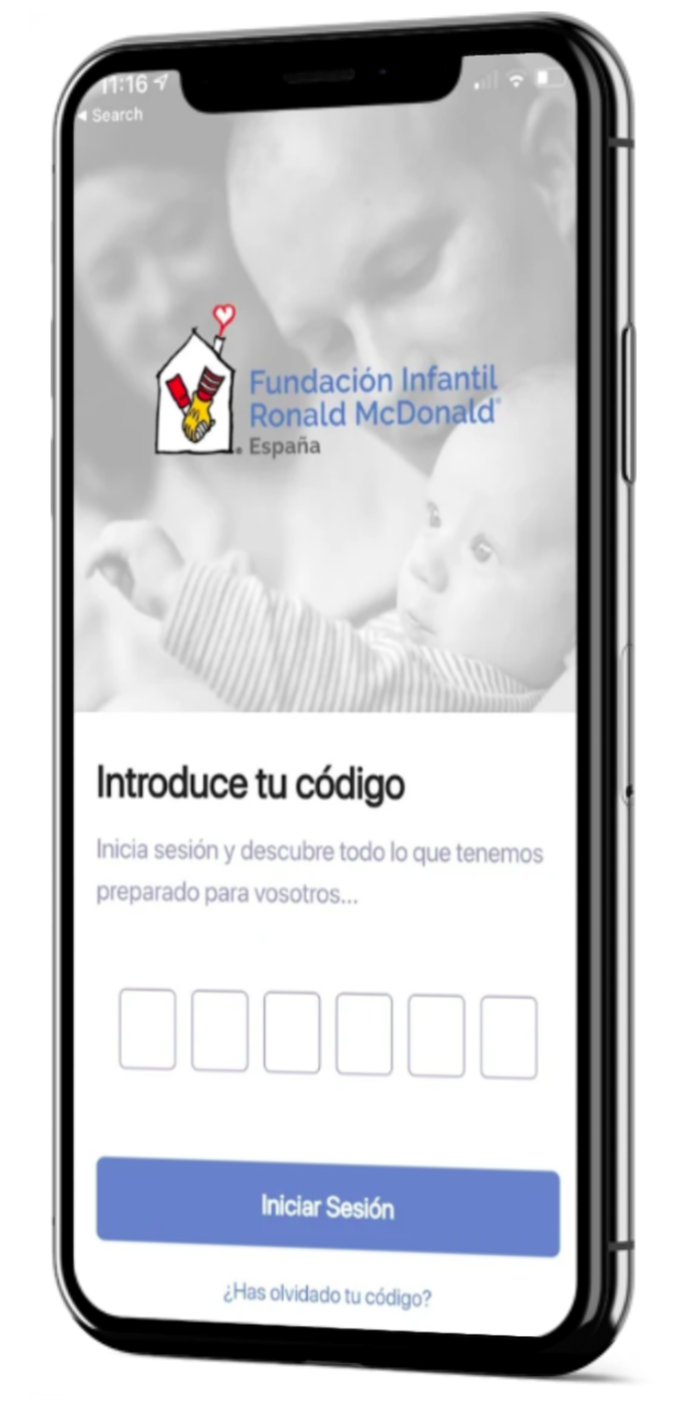 11:16
◀ Search
Fundación Infantil
Ronald McDonald®
España
Introduce tu código
Inicia sesión y descubre todo lo que tenemos
preparado para vosotros...
Iniciar Sesión
¿Has olvidado tu código?